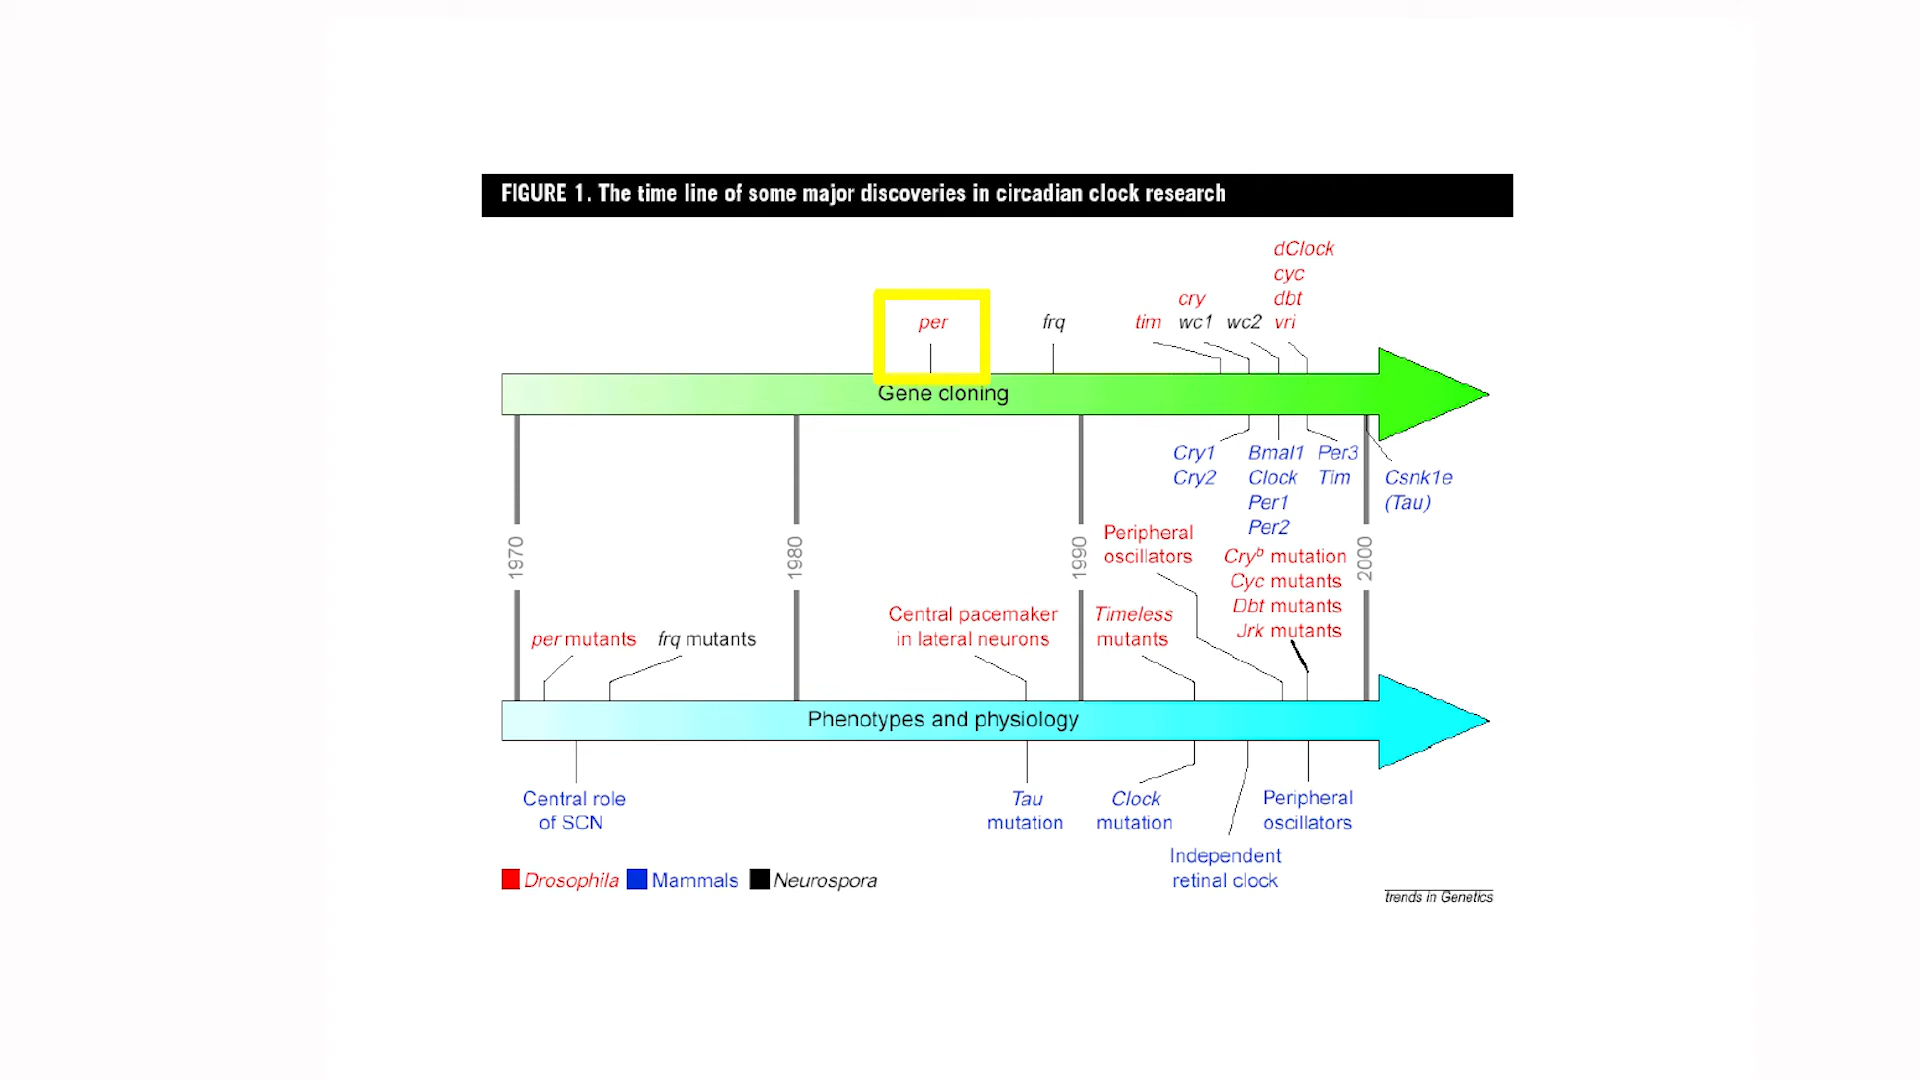 FIGURE 1. The time line of some major discoveries in circadian clock research
dClock
cyc
cry dbt
per frq tim wc1 wc2 vri
Gene cloning
Cry1 Bmal1 Per3
Cry2 Clock Tim Csnk1e
Per1 (Tau)
Per2
1970 1980 1990 2000
Peripheral
oscillators
Cryb mutation
Cyc mutants
Dbt mutants
Jrk mutants
per mutants frq mutants
Central pacemaker
in lateral neurons
Timeless
mutants
Phenotypes and physiology
Central role
of SCN
Tau
mutation
Clock
mutation
Peripheral
oscillators
Independent
retinal clock
Drosophila Mammals Neurospora
trends in Genetics